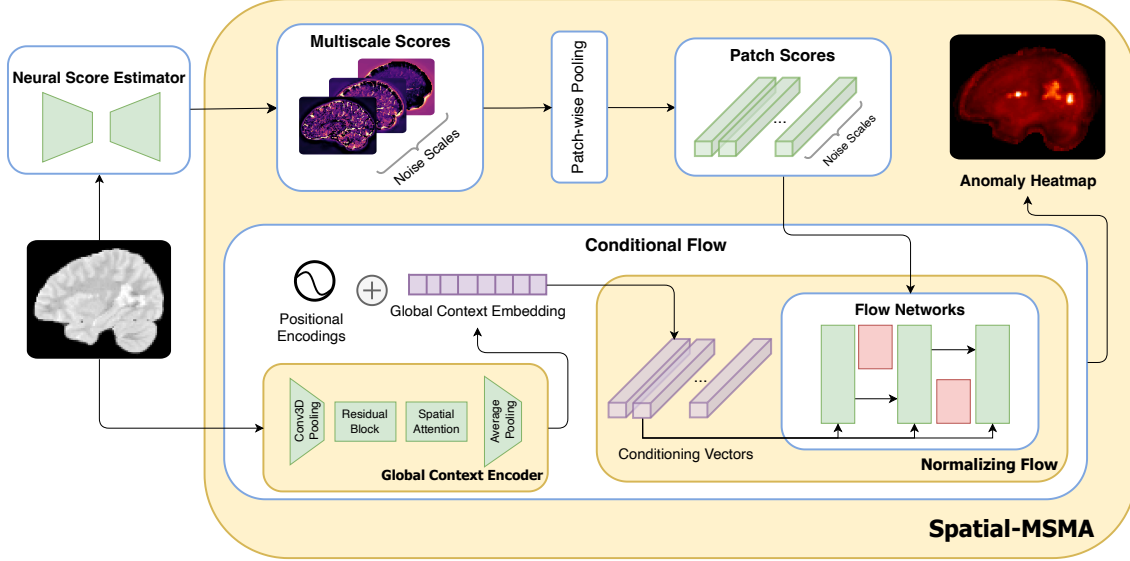 Neural Score Estimator
Multiscale Scores
Noise Scales
Patch-wise Pooling
Patch Scores
...
Noise Scales
Anomaly Heatmap
Conditional Flow
Positional
Encodings
Global Context Embedding
Conv3D
Pooling
Residual
Block
Spatial
Attention
Average
Pooling
Global Context Encoder
...
Conditioning Vectors
Flow Networks
Normalizing Flow
Spatial-MSMA